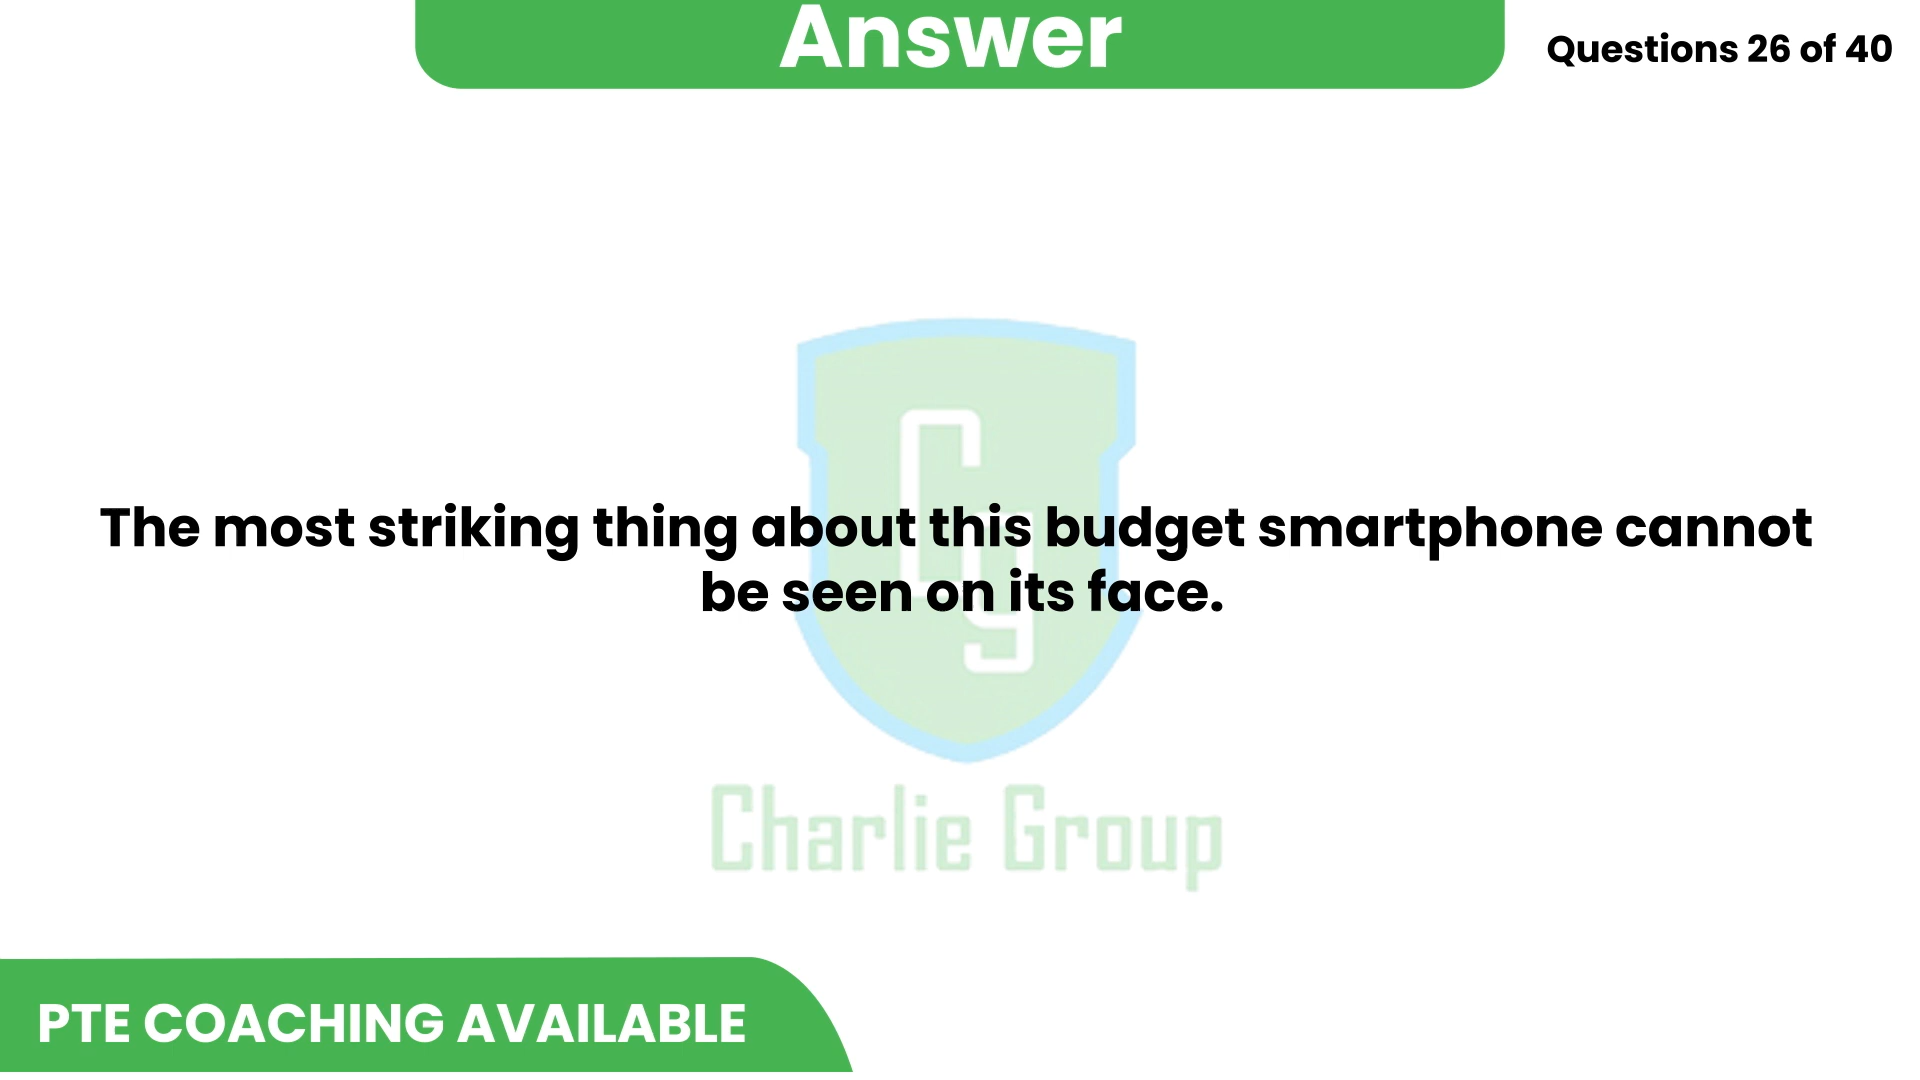 Answer
Questions 26 of 40
The most striking thing about this budget smartphone cannot
be seen on its face.
Cg
Charlie Group
PTE COACHING AVAILABLE